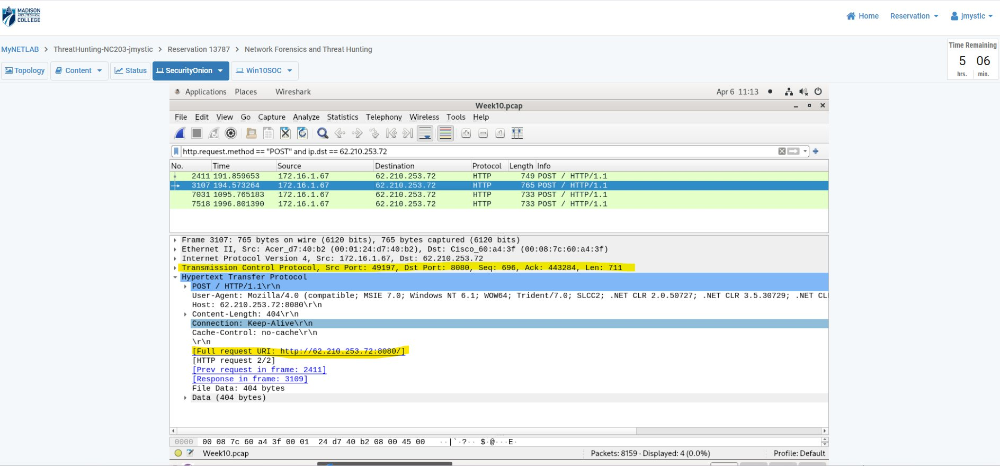 MADISON
AREA TECHNICAL
COLLEGE
Home Reservation jmystic
MyNETLAB > ThreatHunting-NC203-jmystic > Reservation 13787 > Network Forensics and Threat Hunting
Time Remaining
5 06
hrs. min.
Topology Content Status SecurityOnion Win10SOC
Applications Places Wireshark Apr 6 11:13
Week10.pcap
File Edit View Go Capture Analyze Statistics Telephony Wireless Tools Help
http.request.method == "POST" and ip.dst == 62.210.253.72
No. Time Source Destination Protocol Length Info
2411 191.859653 172.16.1.67 62.210.253.72 HTTP 749 POST / HTTP/1.1
3107 194.573264 172.16.1.67 62.210.253.72 HTTP 765 POST / HTTP/1.1
7031 1095.765183 172.16.1.67 62.210.253.72 HTTP 733 POST / HTTP/1.1
7518 1996.801390 172.16.1.67 62.210.253.72 HTTP 733 POST / HTTP/1.1
Frame 3107: 765 bytes on wire (6120 bits), 765 bytes captured (6120 bits)
Ethernet II, Src: Acer_d7:40:b2 (00:01:24:d7:40:b2), Dst: Cisco_60:a4:3f (00:08:7c:60:a4:3f)
Internet Protocol Version 4, Src: 172.16.1.67, Dst: 62.210.253.72
Transmission Control Protocol, Src Port: 49197, Dst Port: 8080, Seq: 696, Ack: 443284, Len: 711
Hypertext Transfer Protocol
POST / HTTP/1.1\r\n
User-Agent: Mozilla/4.0 (compatible; MSIE 7.0; Windows NT 6.1; WOW64; Trident/7.0; SLCC2; .NET CLR 2.0.50727; .NET CLR 3.5.30729; .NET CL
Host: 62.210.253.72:8080\r\n
Content-Length: 404\r\n
Connection: Keep-Alive\r\n
Cache-Control: no-cache\r\n
\r\n
[Full request URI: http://62.210.253.72:8080/]
[HTTP request 2/2]
[Prev request in frame: 2411]
[Response in frame: 3109]
File Data: 404 bytes
Data (404 bytes)
0000 00 08 7c 60 a4 3f 00 01 24 d7 40 b2 08 00 45 00 ··|`·?·· $·@···E·
Week10.pcap Packets: 8159 · Displayed: 4 (0.0%) Profile: Default